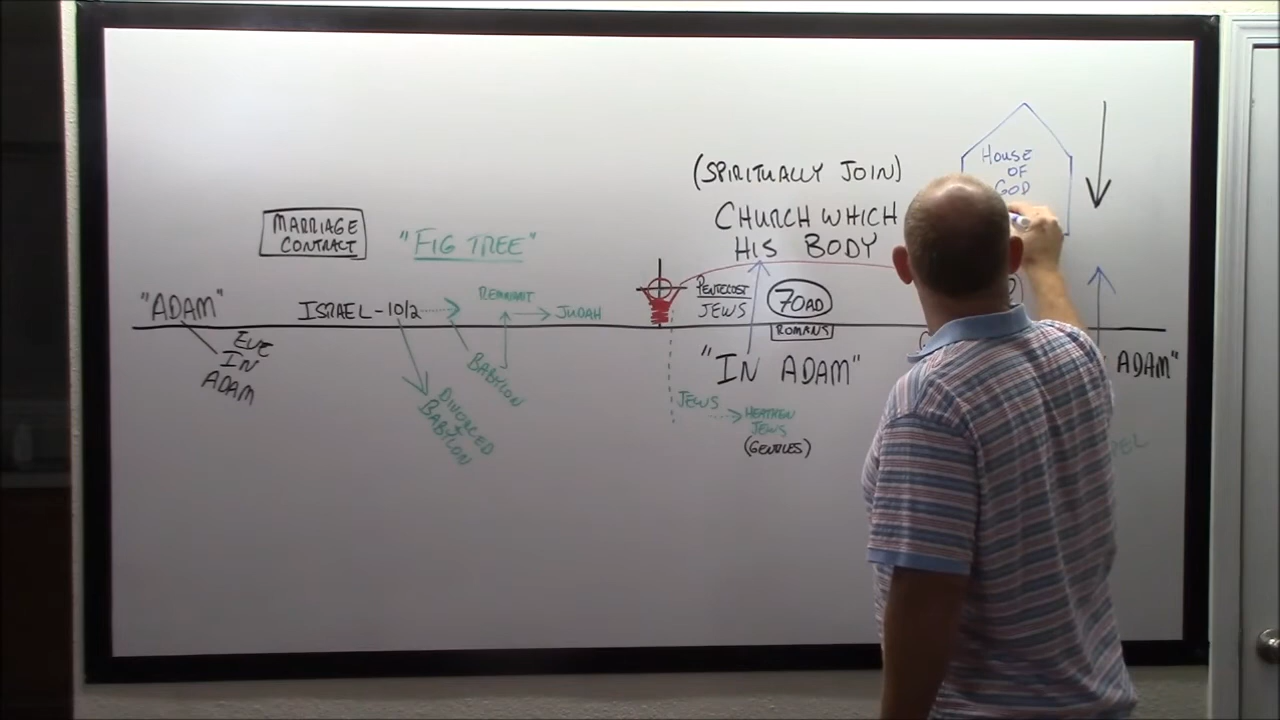 House
OF
GOD
(SPIRITUALLY JOIN)
CHURCH WHICH
HIS BODY
MARRIAGE
CONTRACT
"FIG TREE"
"ADAM"
EVE
IN
ADAM
ISRAEL - 10/2
REMNANT
JUDAH
BABYLON
DIVORCED
BABYLON
PENTECOST
JEWS
70AD
ROMANS
"IN ADAM"
ADAM"
JEWS
HEATHEN
JEWS
(GENTILES)